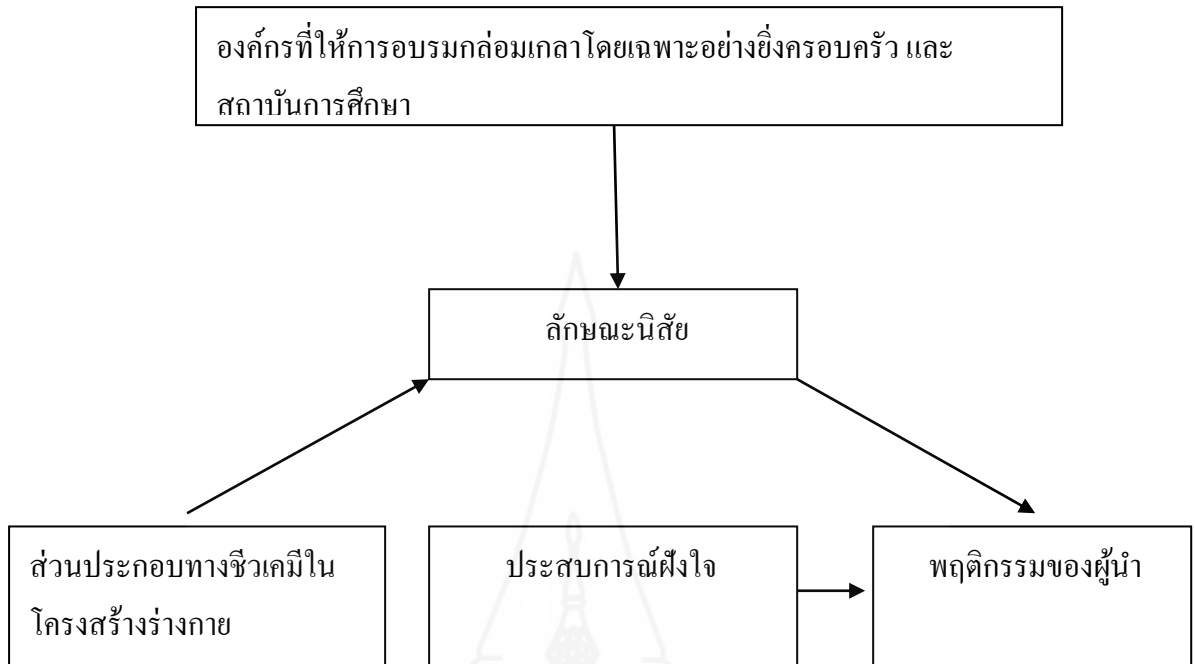 องค์กรที่ให้การอบรมกล่อมเกลาโดยเฉพาะอย่างยิ่งครอบครัว และ
สถาบันการศึกษา
ลักษณะนิสัย
ส่วนประกอบทางชีวเคมีใน
โครงสร้างร่างกาย
ประสบการณ์ฝังใจ
พฤติกรรมของผู้นำ